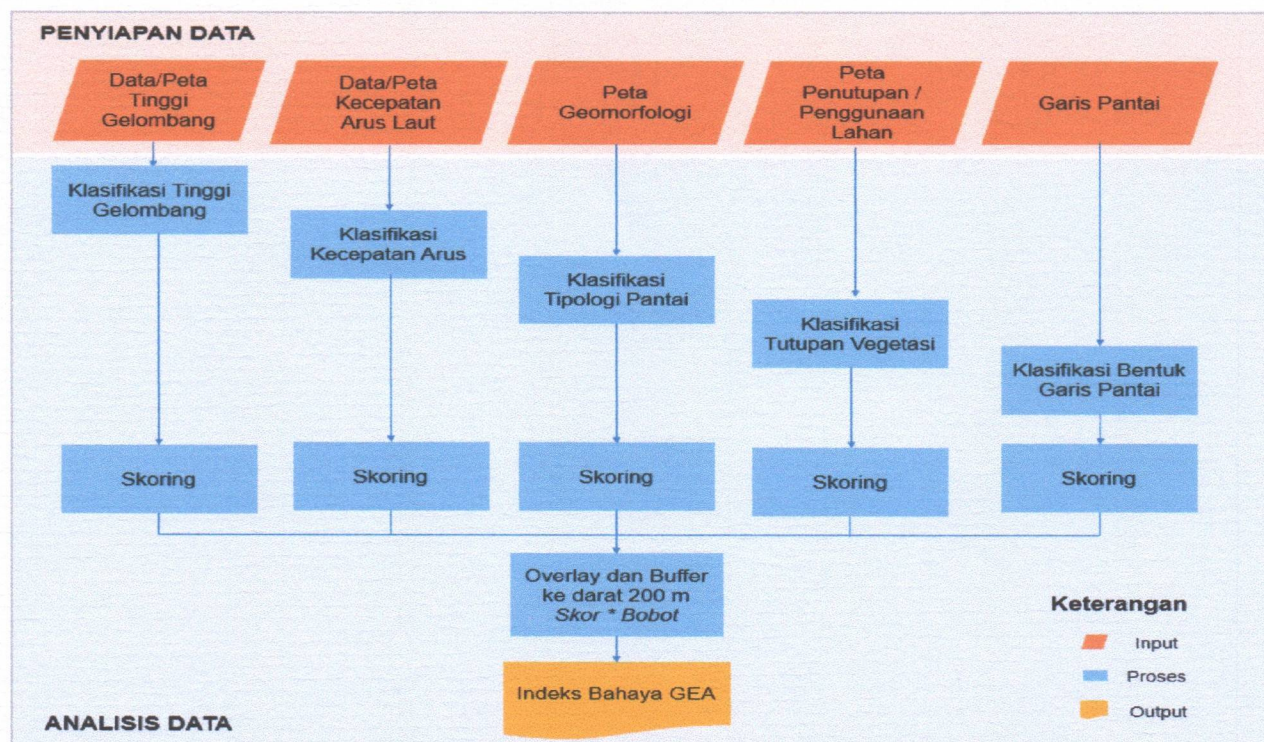 PENYIAPAN DATA
Data/Peta
Tinggi
Gelombang
Data/Peta
Kecepatan
Arus Laut
Peta
Geomorfologi
Peta
Penutupan /
Penggunaan
Lahan
Garis Pantai
Klasifikasi Tinggi
Gelombang
Klasifikasi
Kecepatan Arus
Klasifikasi
Tipologi Pantai
Klasifikasi
Tutupan Vegetasi
Klasifikasi Bentuk
Garis Pantai
Skoring
Skoring
Skoring
Skoring
Skoring
Overlay dan Buffer
ke darat 200 m
Skor * Bobot
Indeks Bahaya GEA
Keterangan
Input
Proses
Output
ANALISIS DATA